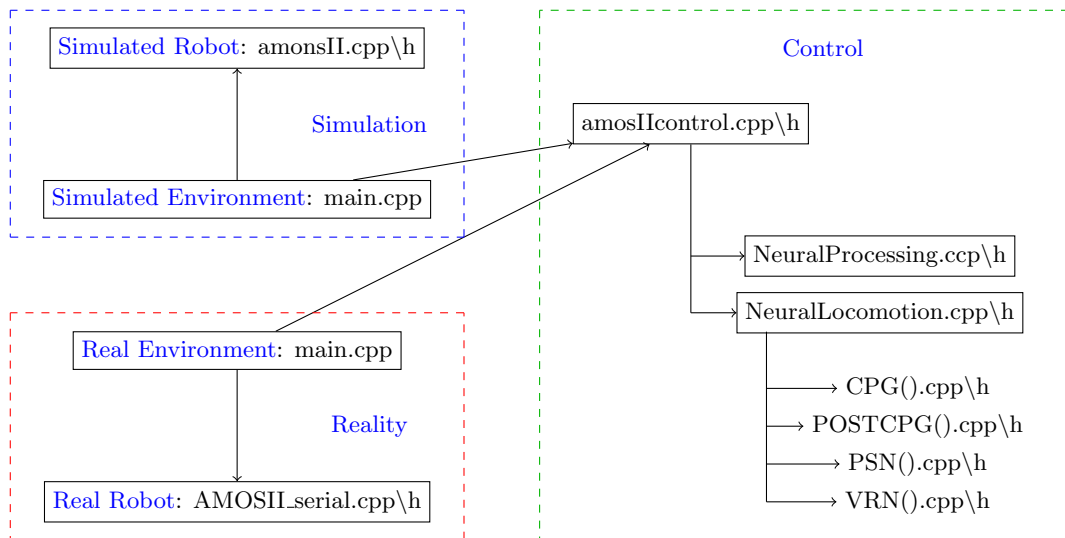 Simulated Robot: amonsII.cpp\h
Simulation
Simulated Environment: main.cpp
Real Environment: main.cpp
Reality
Real Robot: AMOSII_serial.cpp\h
Control
amosIIcontrol.cpp\h
NeuralProcessing.ccp\h
NeuralLocomotion.cpp\h
CPG().cpp\h
POSTCPG().cpp\h
PSN().cpp\h
VRN().cpp\h